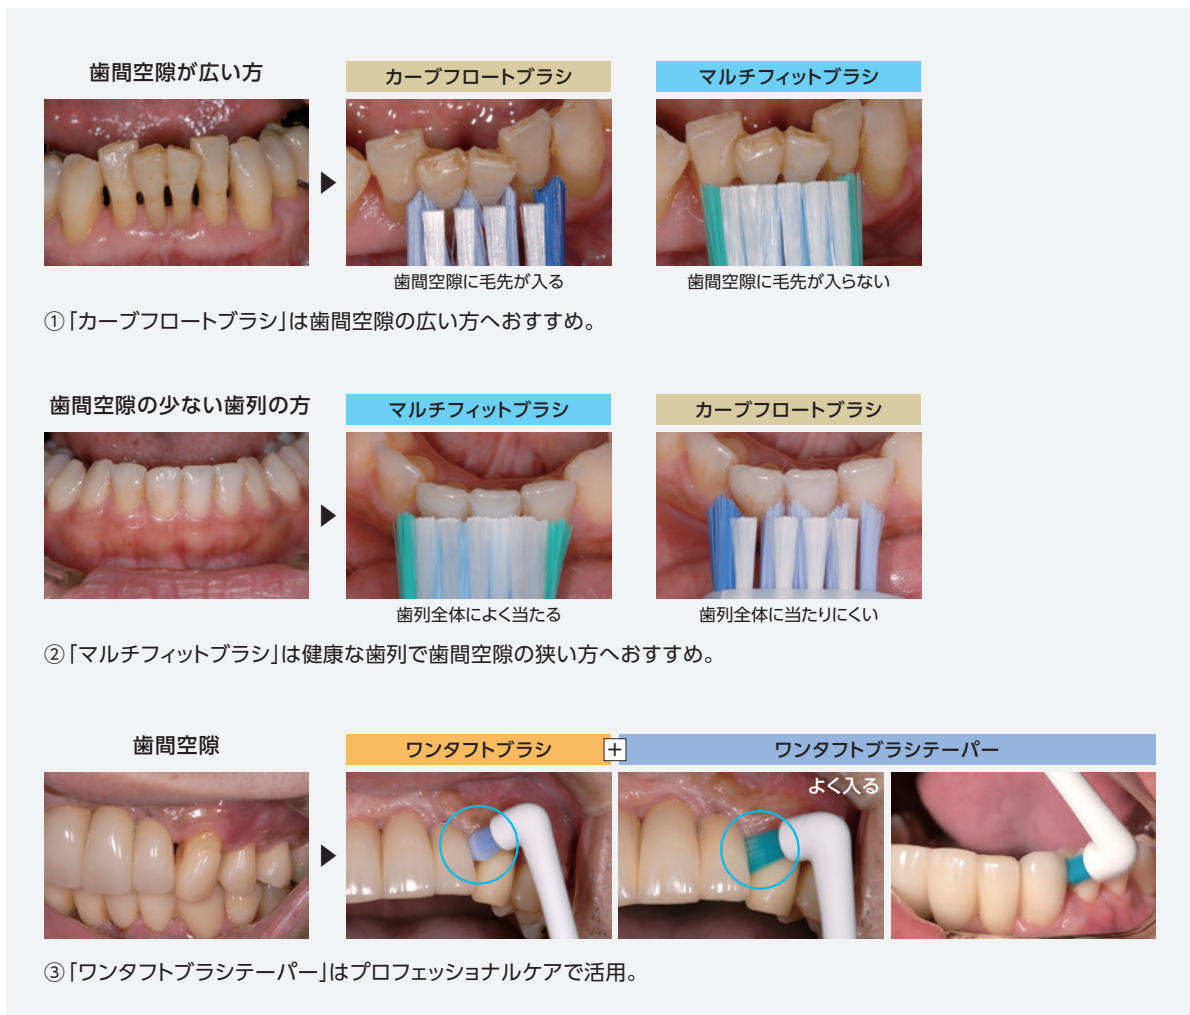 歯間空隙が広い方
カーブフロートブラシ
マルチフィットブラシ
歯間空隙に毛先が入る
歯間空隙に毛先が入らない
①「カーブフロートブラシ」は歯間空隙の広い方へおすすめ。
歯間空隙の少ない歯列の方
マルチフィットブラシ
カーブフロートブラシ
歯列全体によく当たる
歯列全体に当たりにくい
②「マルチフィットブラシ」は健康な歯列で歯間空隙の狭い方へおすすめ。
歯間空隙
ワンタフトブラシ
+
ワンタフトブラシテーパー
よく入る
③「ワンタフトブラシテーパー」はプロフェッショナルケアで活用。